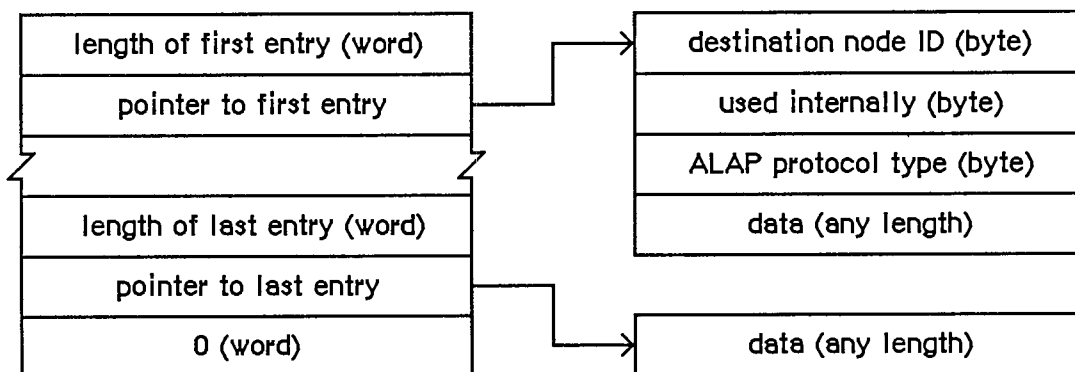 length of first entry (word)
pointer to first entry
length of last entry (word)
pointer to last entry
0 (word)
destination node ID (byte)
used internally (byte)
ALAP protocol type (byte)
data (any length)
data (any length)